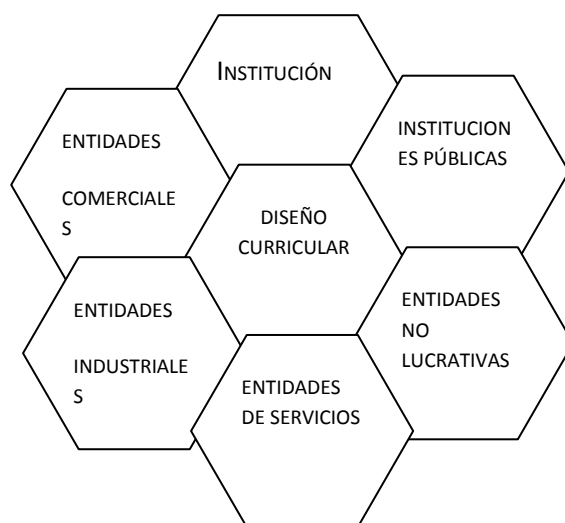 INSTITUCIÓN
ENTIDADES
COMERCIALE
S
INSTITUCION
ES PÚBLICAS
DISEÑO
CURRICULAR
ENTIDADES
INDUSTRIALE
S
ENTIDADES
NO
LUCRATIVAS
ENTIDADES
DE SERVICIOS